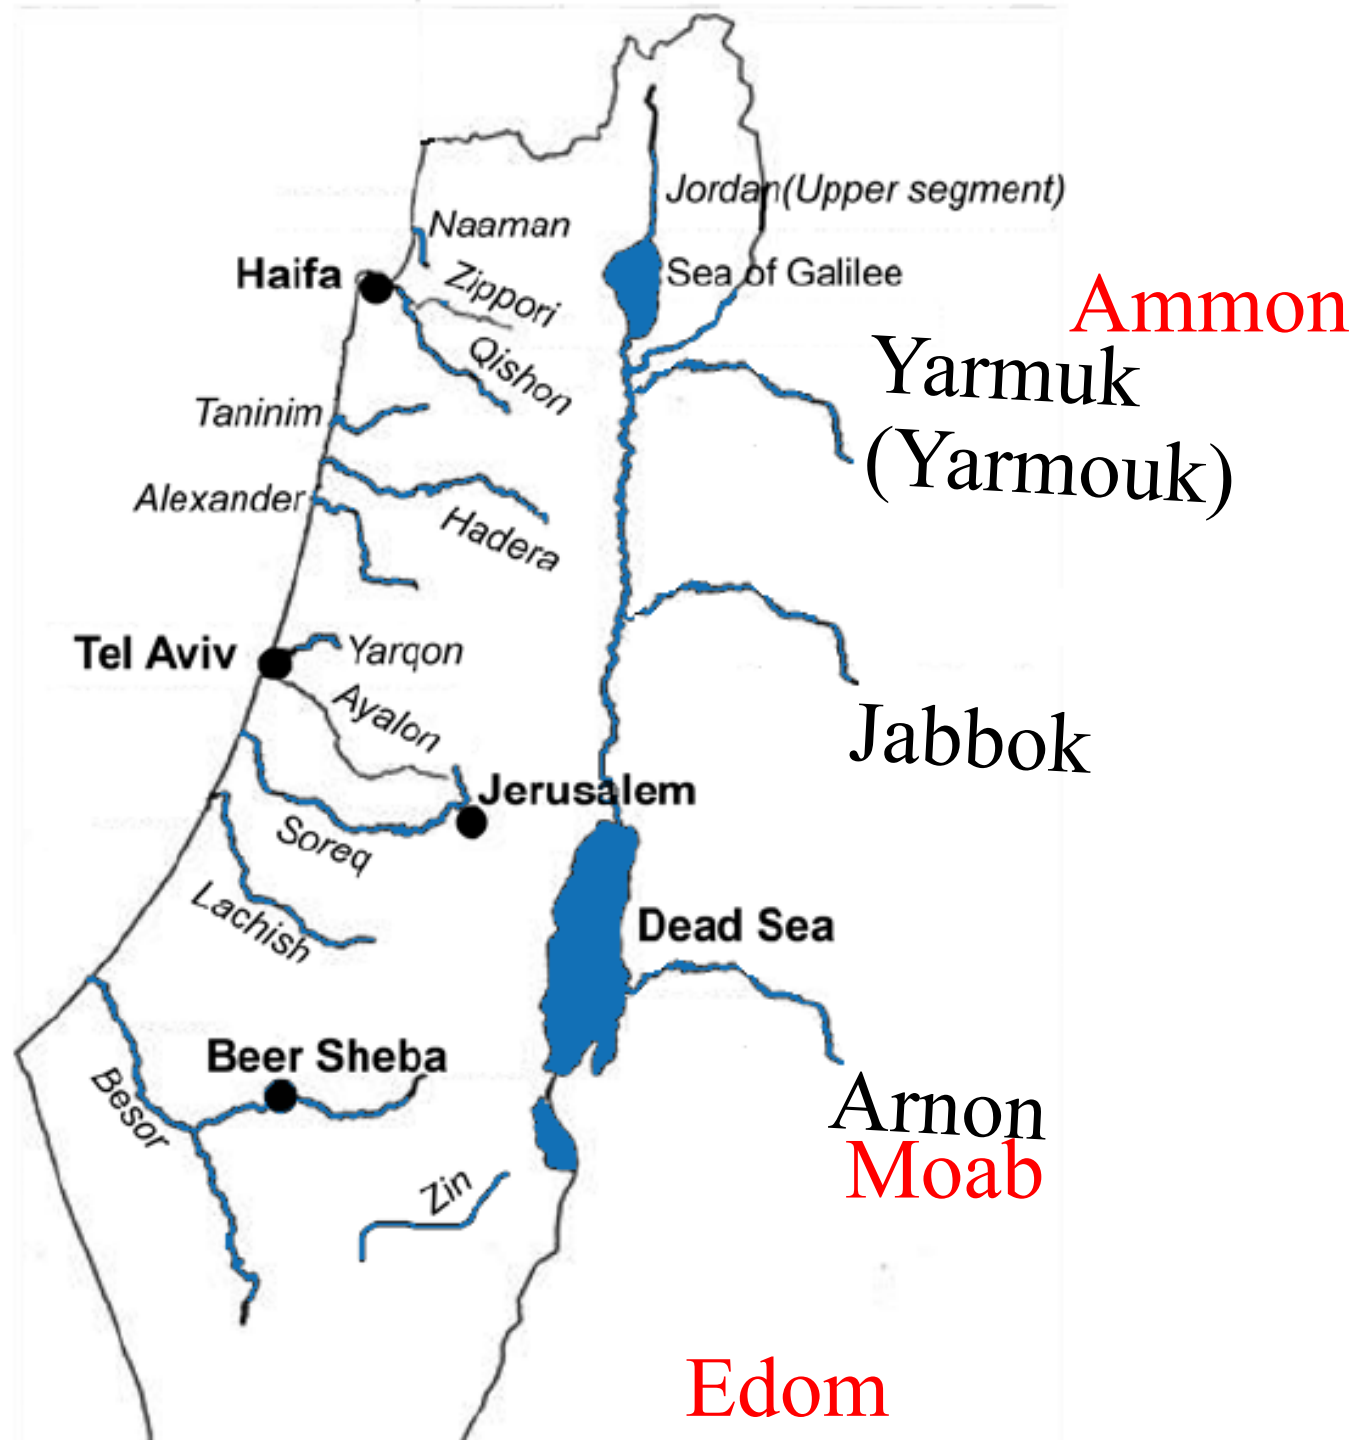 Jordan(Upper segment)
Naaman
Haifa
Zippori
Sea of Galilee
Ammon
Yarmuk
(Yarmouk)
Qishon
Taninim
Alexander
Hadera
Tel Aviv
Yarqon
Ayalon
Jabbok
Jerusalem
Soreq
Lachish
Dead Sea
Beer Sheba
Besor
Arnon
Moab
Zin
Edom